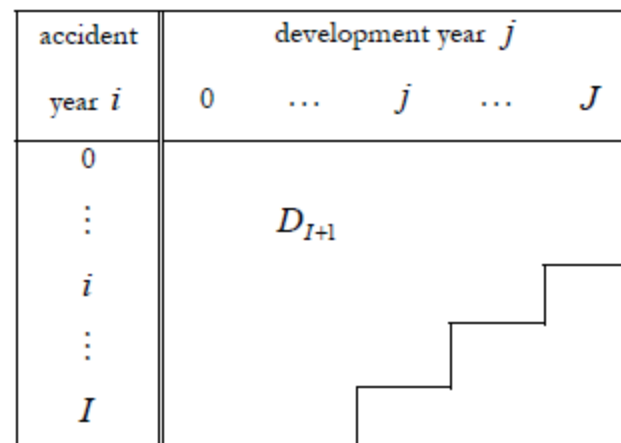 accident development year j
year i 0 … j … J
0
⋮ D_{I+1}
i
⋮
I